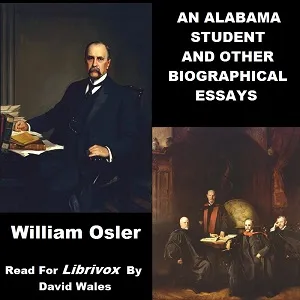 AN ALABAMA
STUDENT
AND OTHER
BIOGRAPHICAL
ESSAYS
William Osler
Read For Librivox By
David Wales